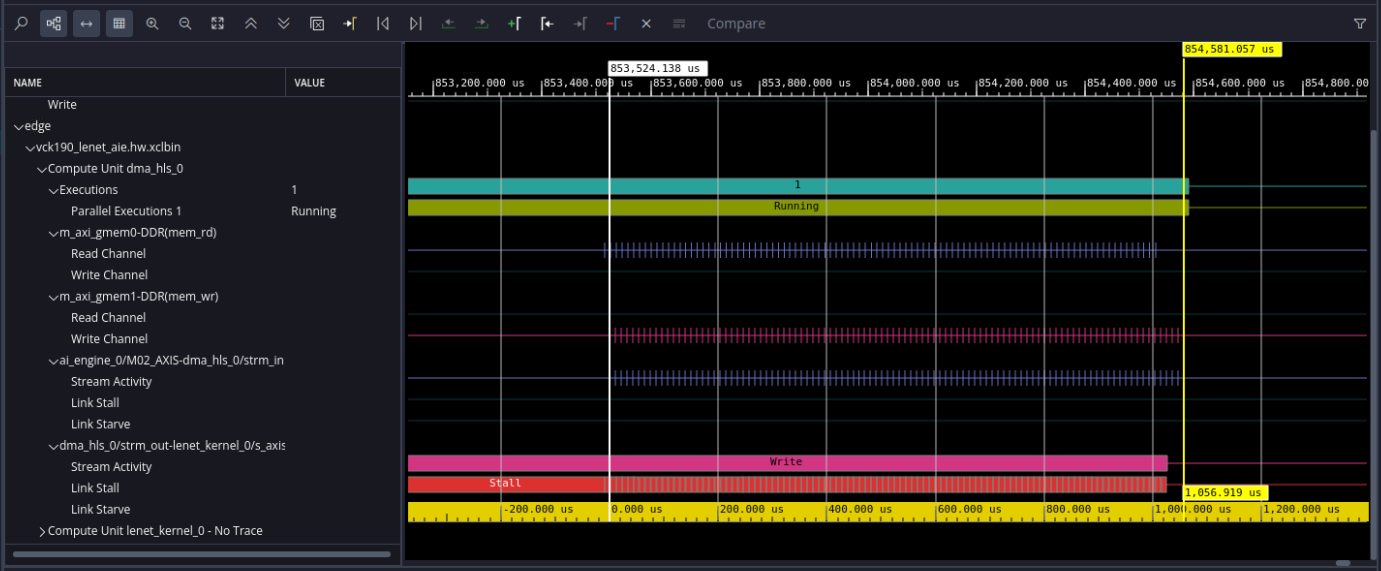 Compare
854,581.057 us
853,524.138 us
NAME VALUE
853,200.000 us 853,400.000 us 853,600.000 us 853,800.000 us 854,000.000 us 854,200.000 us 854,400.000 us 854,600.000 us 854,800.00
Write
edge
vck190_lenet_aie.hw.xclbin
Compute Unit dma_hls_0
Executions 1 1
Parallel Executions 1 Running Running
m_axi_gmem0-DDR(mem_rd)
Read Channel
Write Channel
m_axi_gmem1-DDR(mem_wr)
Read Channel
Write Channel
ai_engine_0/M02_AXIS-dma_hls_0/strm_in
Stream Activity
Link Stall
Link Starve
dma_hls_0/strm_out-lenet_kernel_0/s_axis
Stream Activity Write
Link Stall Stall
1,056.919 us
Link Starve -200.000 us 0.000 us 200.000 us 400.000 us 600.000 us 800.000 us 1,000.000 us 1,200.000 us
Compute Unit lenet_kernel_0 - No Trace